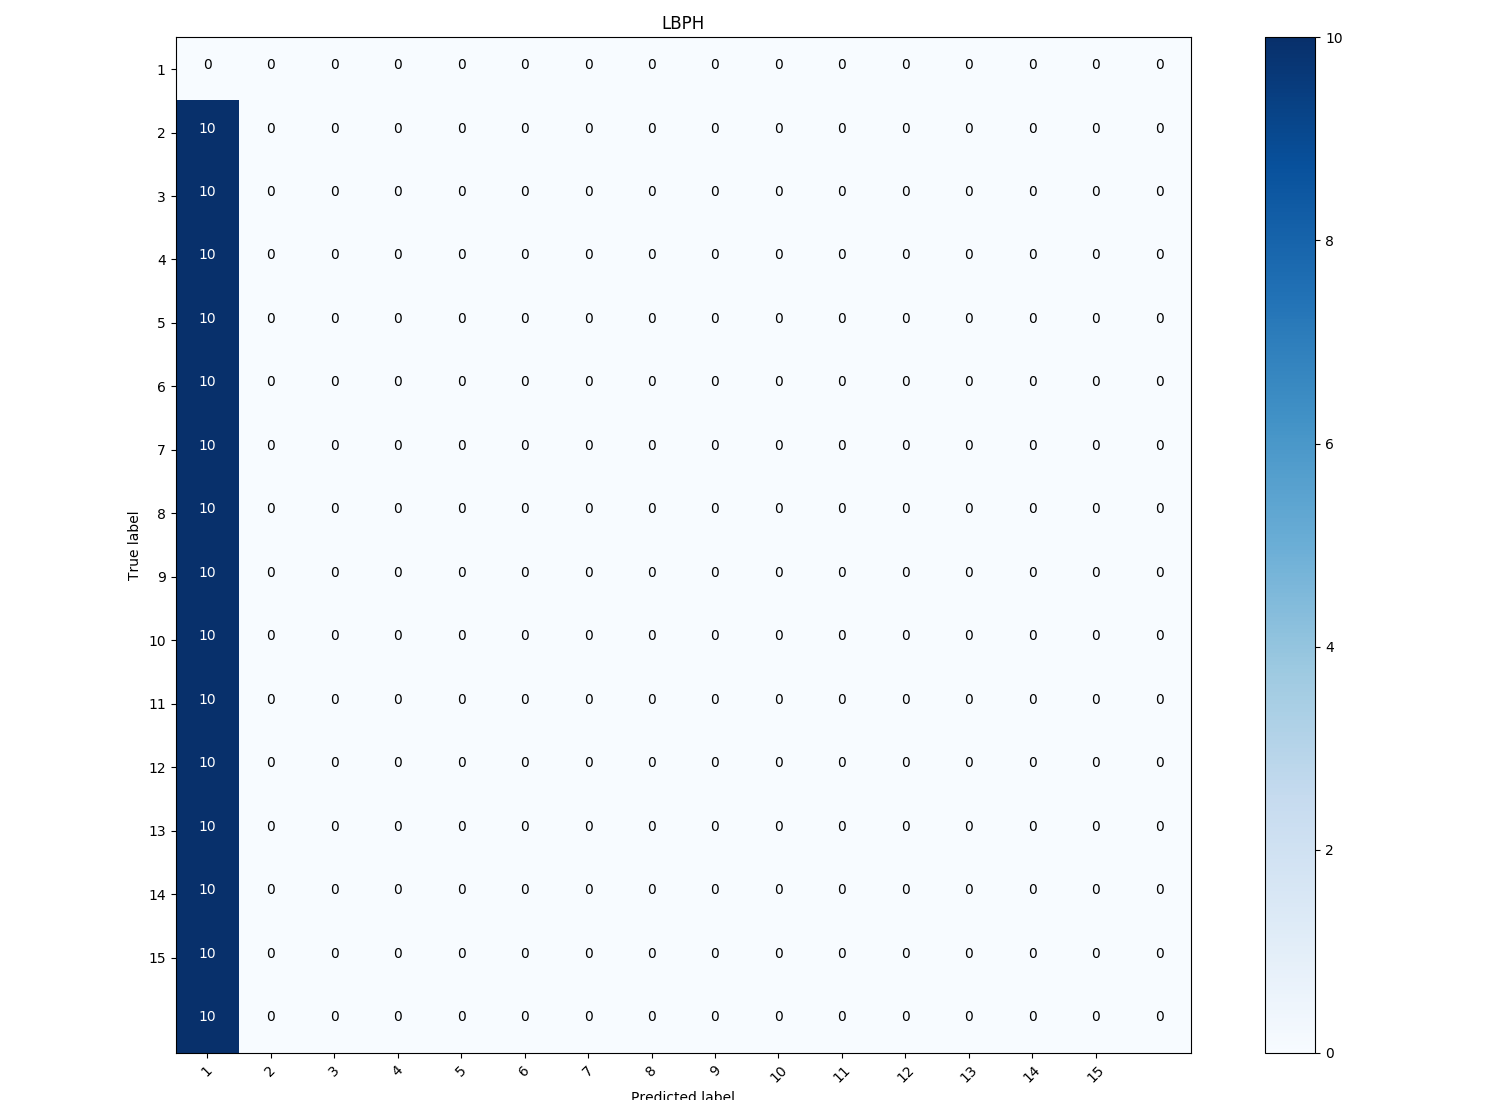 LBPH
1 0 0 0 0 0 0 0 0 0 0 0 0 0 0 0 0
2 10 0 0 0 0 0 0 0 0 0 0 0 0 0 0 0
3 10 0 0 0 0 0 0 0 0 0 0 0 0 0 0 0
4 10 0 0 0 0 0 0 0 0 0 0 0 0 0 0 0
5 10 0 0 0 0 0 0 0 0 0 0 0 0 0 0 0
6 10 0 0 0 0 0 0 0 0 0 0 0 0 0 0 0
7 10 0 0 0 0 0 0 0 0 0 0 0 0 0 0 0
8 10 0 0 0 0 0 0 0 0 0 0 0 0 0 0 0
9 10 0 0 0 0 0 0 0 0 0 0 0 0 0 0 0
10 10 0 0 0 0 0 0 0 0 0 0 0 0 0 0 0
11 10 0 0 0 0 0 0 0 0 0 0 0 0 0 0 0
12 10 0 0 0 0 0 0 0 0 0 0 0 0 0 0 0
13 10 0 0 0 0 0 0 0 0 0 0 0 0 0 0 0
14 10 0 0 0 0 0 0 0 0 0 0 0 0 0 0 0
15 10 0 0 0 0 0 0 0 0 0 0 0 0 0 0 0
10 0 0 0 0 0 0 0 0 0 0 0 0 0 0 0
1 2 3 4 5 6 7 8 9 10 11 12 13 14 15
True label
Predicted label
10
8
6
4
2
0